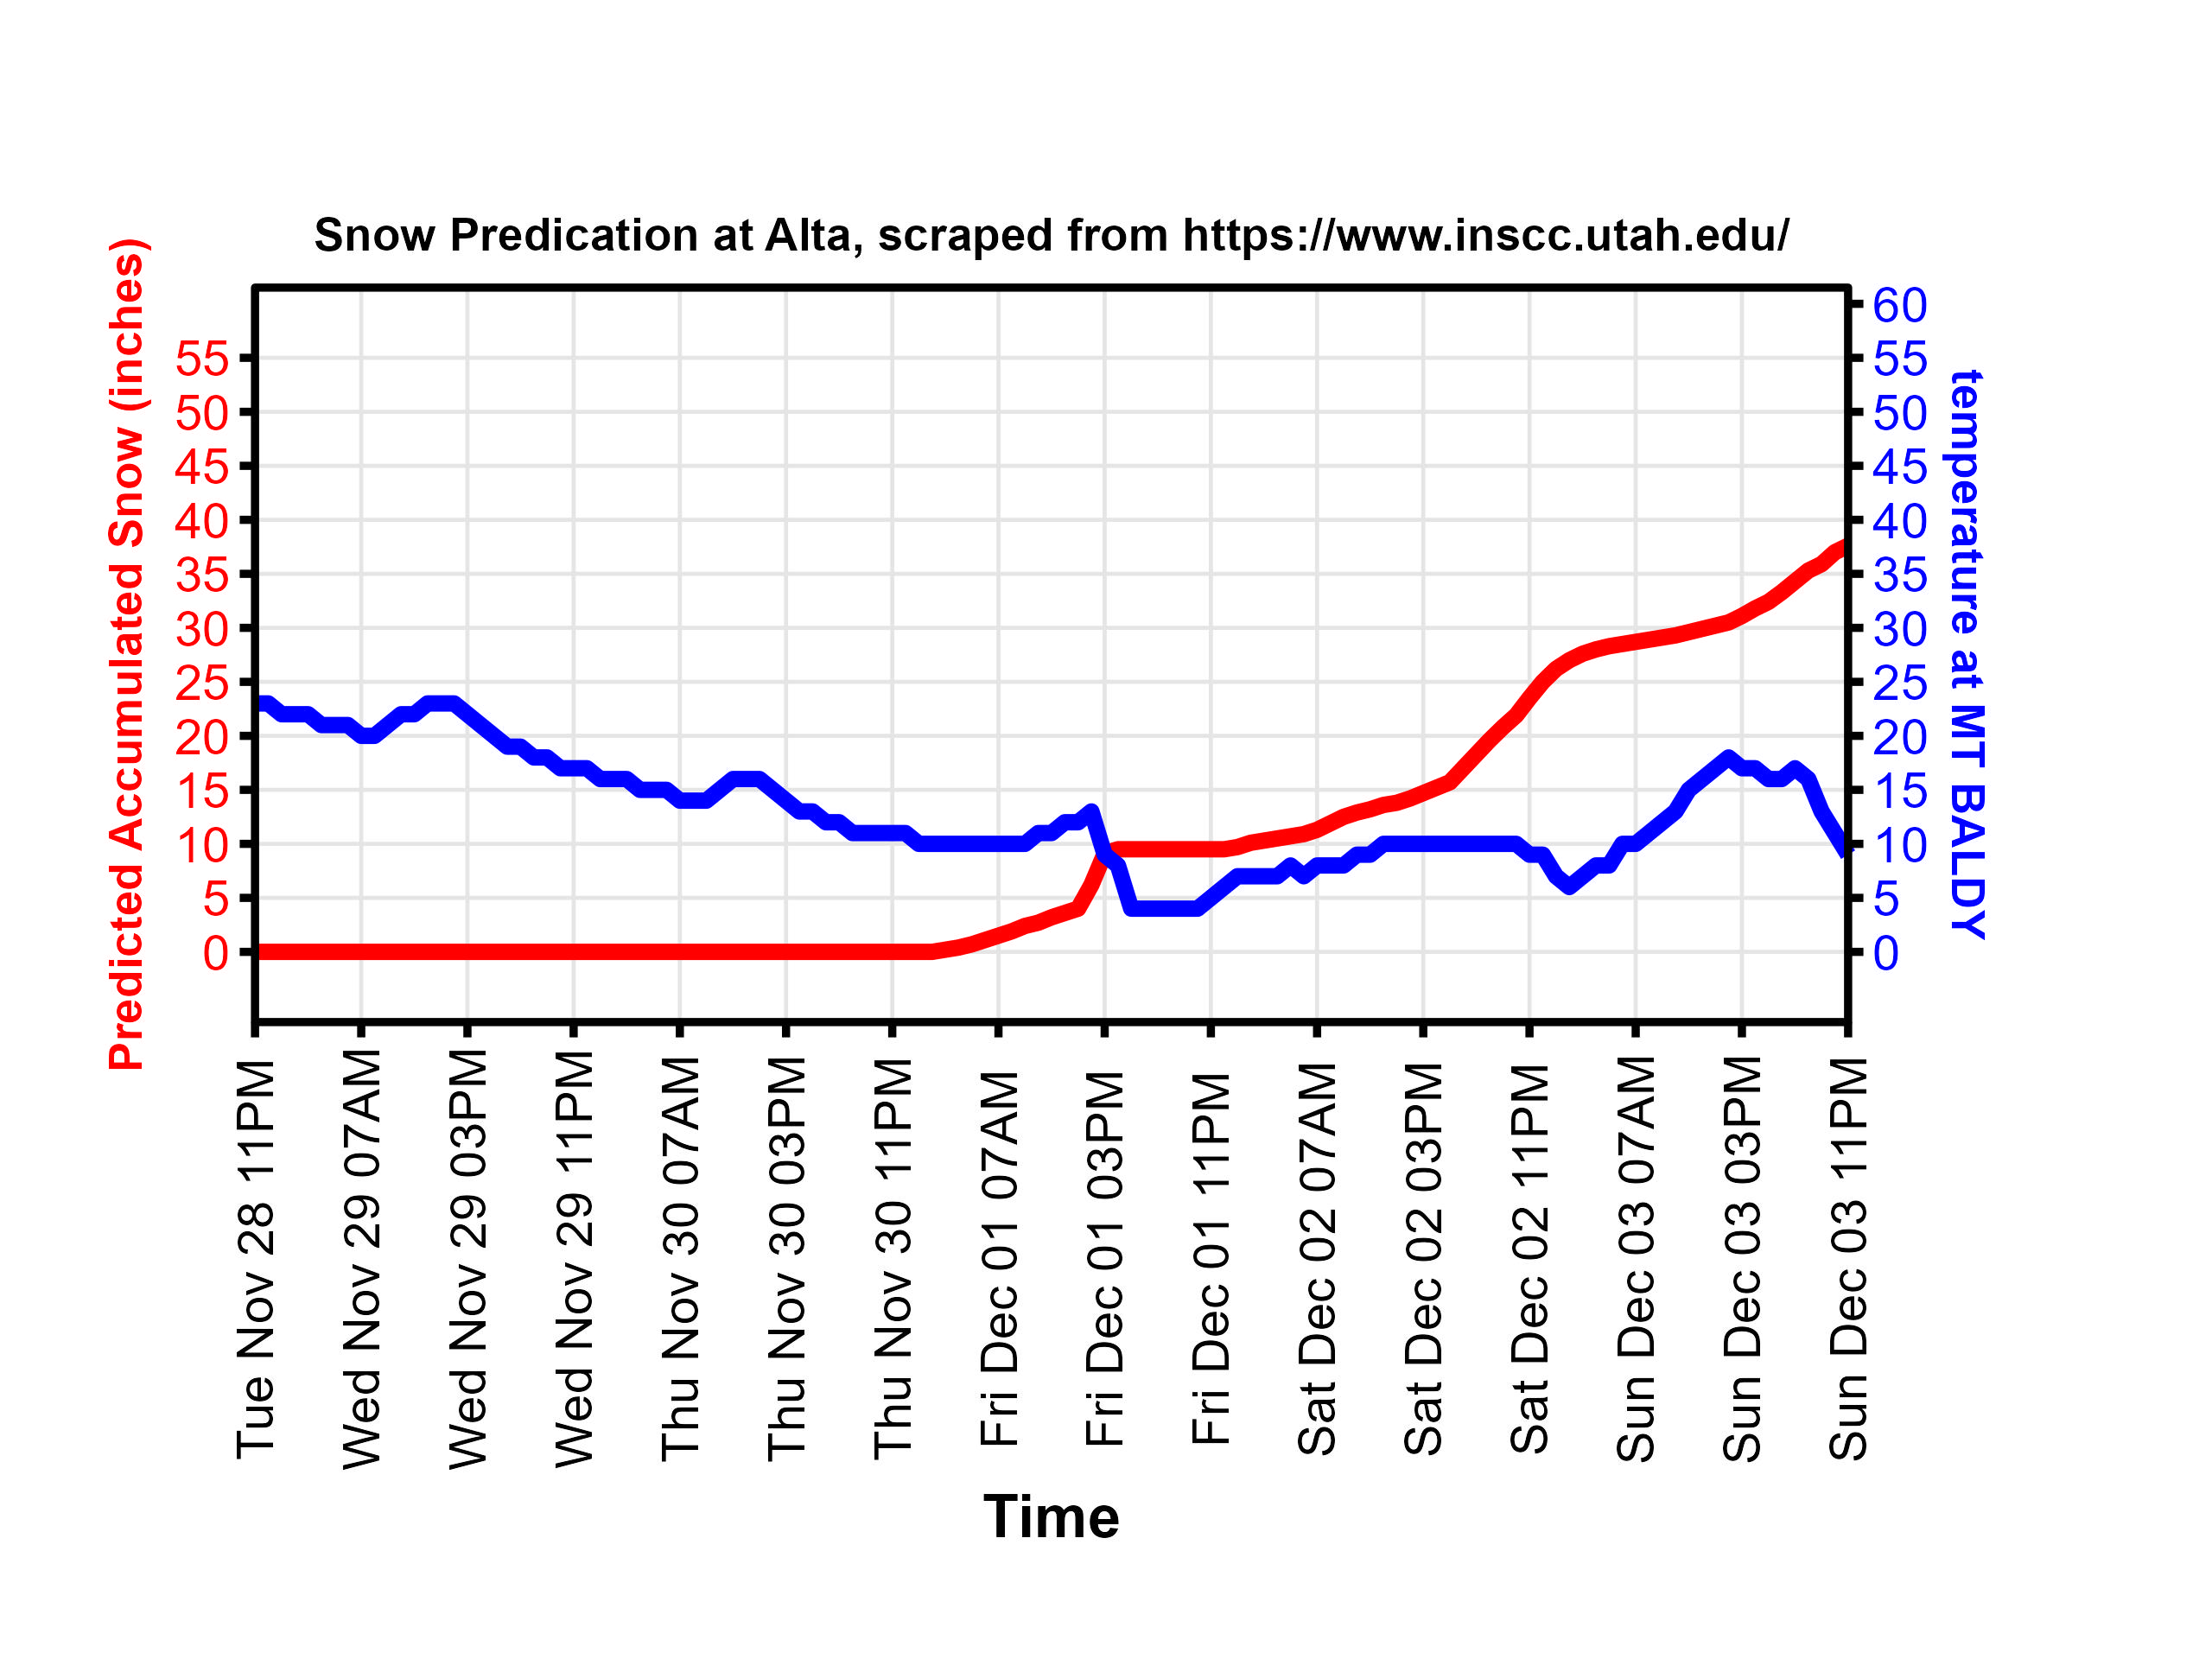 Snow Predication at Alta, scraped from https://www.inscc.utah.edu/
Predicted Accumulated Snow (inches)
55
50
45
40
35
30
25
20
15
10
5
0
60
55
50
45
40
35
30
25
20
15
10
5
0
temperature at MT BALDY
Tue Nov 28 11PM
Wed Nov 29 07AM
Wed Nov 29 03PM
Wed Nov 29 11PM
Thu Nov 30 07AM
Thu Nov 30 03PM
Thu Nov 30 11PM
Fri Dec 01 07AM
Fri Dec 01 03PM
Fri Dec 01 11PM
Sat Dec 02 07AM
Sat Dec 02 03PM
Sat Dec 02 11PM
Sun Dec 03 07AM
Sun Dec 03 03PM
Sun Dec 03 11PM
Time